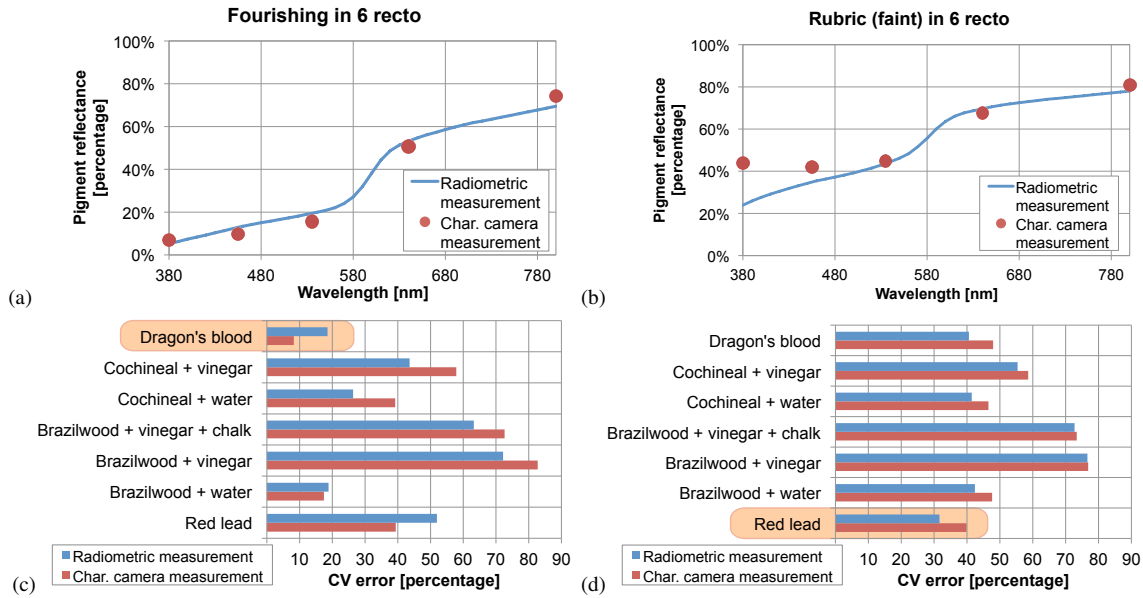 Fourishing in 6 recto
100%
80%
60%
40%
20%
0%
Pigment reflectance
[percentage]
Radiometric
measurement
Char. camera
measurement
380
480
580
680
780
Wavelength [nm]
(a)
Rubric (faint) in 6 recto
100%
80%
60%
40%
20%
0%
Pigment reflectance
[percentage]
Radiometric
measurement
Char. camera
measurement
380
480
580
680
780
Wavelength [nm]
(b)
Dragon's blood
Cochineal + vinegar
Cochineal + water
Brazilwood + vinegar + chalk
Brazilwood + vinegar
Brazilwood + water
Red lead
Radiometric measurement
Char. camera measurement
10 20 30 40 50 60 70 80 90
CV error [percentage]
(c)
Dragon's blood
Cochineal + vinegar
Cochineal + water
Brazilwood + vinegar + chalk
Brazilwood + vinegar
Brazilwood + water
Red lead
Radiometric measurement
Char. camera measurement
10 20 30 40 50 60 70 80 90
CV error [percentage]
(d)